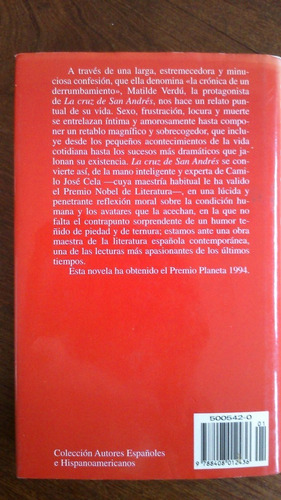 A través de una larga, estremecedora y minu-
ciosa confesión, que ella denomina «la crónica de un
derrumbamiento», Matilde Verdú, la protagonista
de La cruz de San Andrés, nos hace un relato pun-
tual de su vida. Sexo, frustración, locura y muerte
se entrelazan íntima y amorosamente hasta compo-
ner un retablo magnífico y sobrecogedor, que inclu-
ye desde los pequeños acontecimientos de la vida
cotidiana hasta los sucesos más dramáticos que ja-
lonan su existencia. La cruz de San Andrés se con-
vierte así, de la mano inteligente y experta de Cami-
lo José Cela —cuya maestría habitual le ha valido
el Premio Nobel de Literatura—, en una lúcida y
penetrante reflexión moral sobre la condición hu-
mana y los avatares que la acechan, en la que no
falta el contrapunto sorprendente de un humor te-
ñido de piedad y de ternura; estamos ante una obra
maestra de la literatura española contemporánea,
una de las lecturas más apasionantes de los últimos
tiempos.
Esta novela ha obtenido el Premio Planeta 1994.
500542-0
01
9 788408 012436
Colección Autores Españoles
e Hispanoamericanos